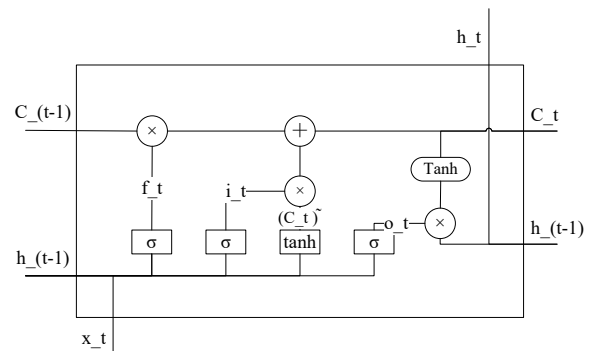 h_t
C_(t-1)
C_t
×
+
Tanh
f_t
i_t
×
(C_t)˜
o_t
×
h_(t-1)
σ
σ
tanh
σ
h_(t-1)
x_t